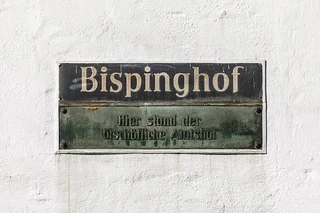 Bispinghof
Hier stand der
bischöfliche Amtshof